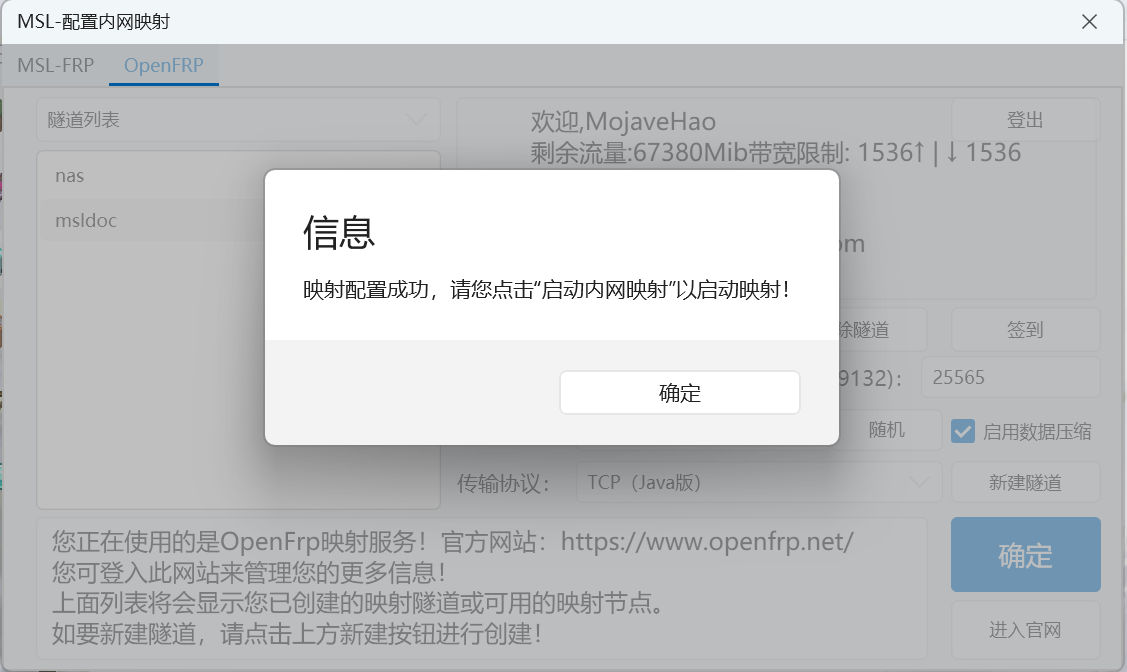 MSL-配置内网映射
MSL-FRP OpenFRP
隧道列表
欢迎,MojaveHao
登出
剩余流量:67380Mib带宽限制: 1536↑ | ↓ 1536
nas
msldoc
om
信息
映射配置成功，请您点击“启动内网映射”以启动映射！
确定
除隧道
签到
9132)：
25565
随机
启用数据压缩
传输协议：
TCP（Java版）
新建隧道
您正在使用的是OpenFrp映射服务！官方网站：https://www.openfrp.net/
您可登入此网站来管理您的更多信息！
上面列表将会显示您已创建的映射隧道或可用的映射节点。
如要新建隧道，请点击上方新建按钮进行创建！
确定
进入官网